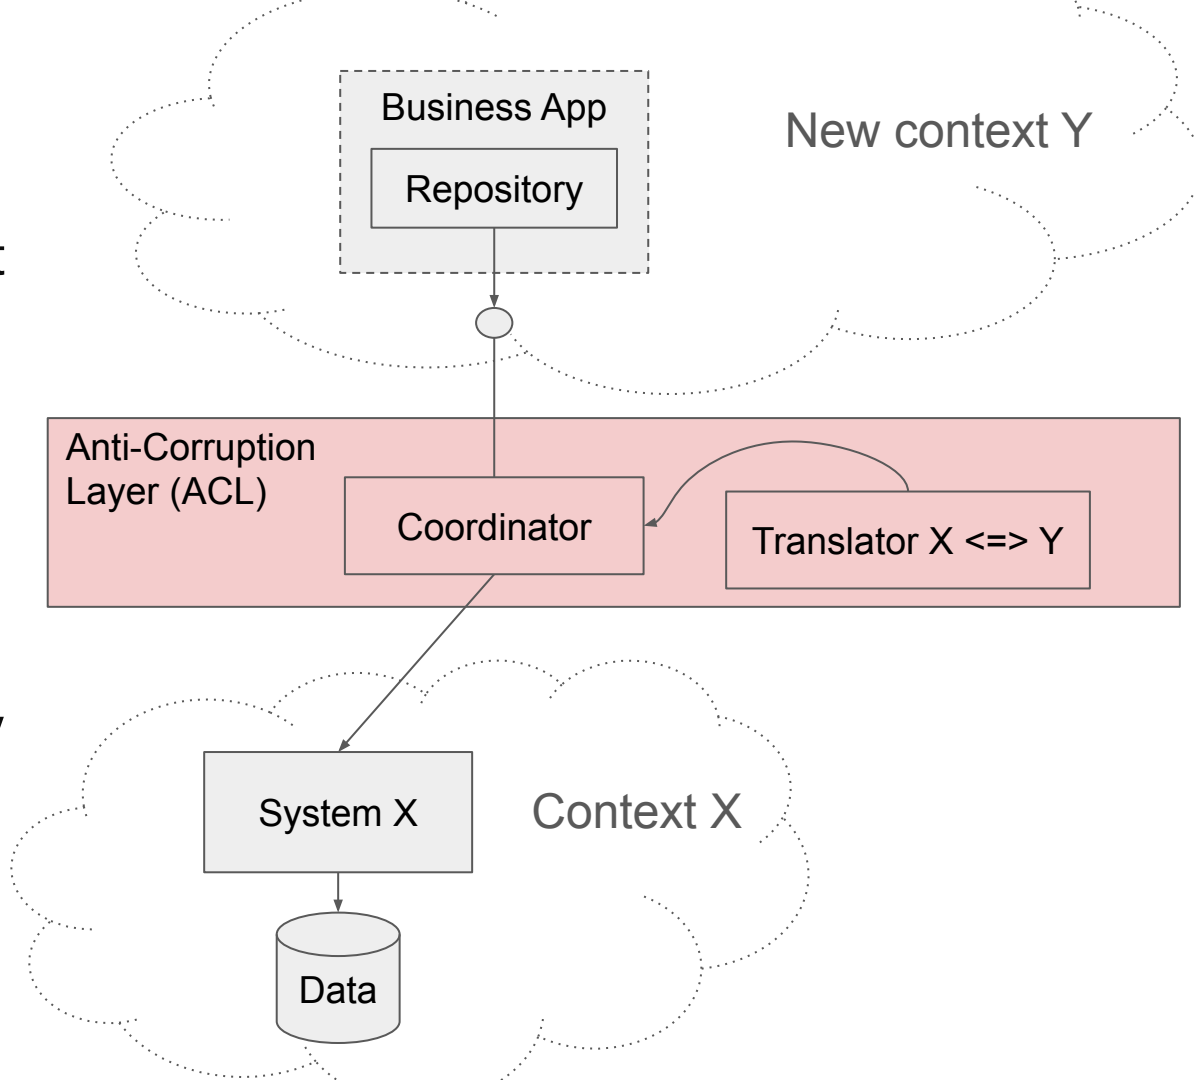 Business App
New context Y
Repository
t
Anti-Corruption
Layer (ACL)
Coordinator
Translator X <=> Y
System X
Context X
Data